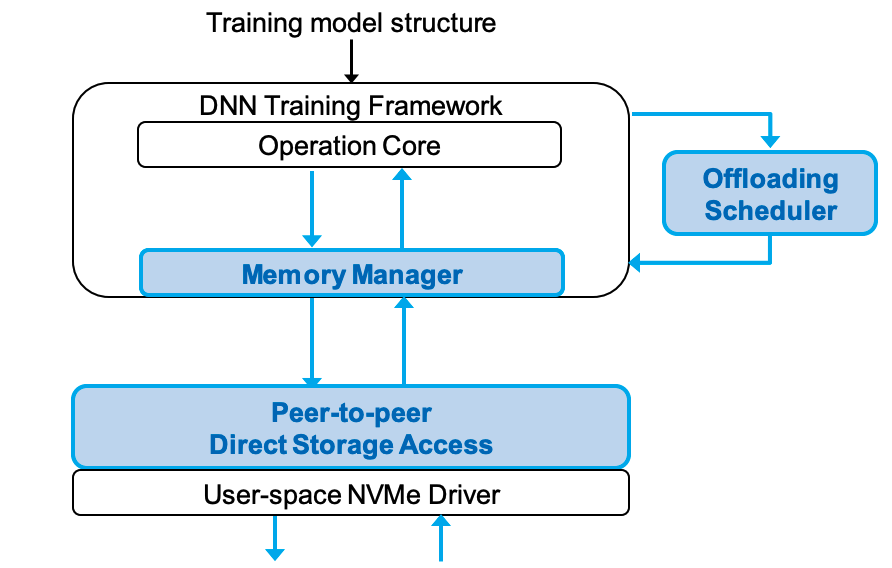 Training model structure
DNN Training Framework
Operation Core
Offloading
Scheduler
Memory Manager
Peer-to-peer
Direct Storage Access
User-space NVMe Driver